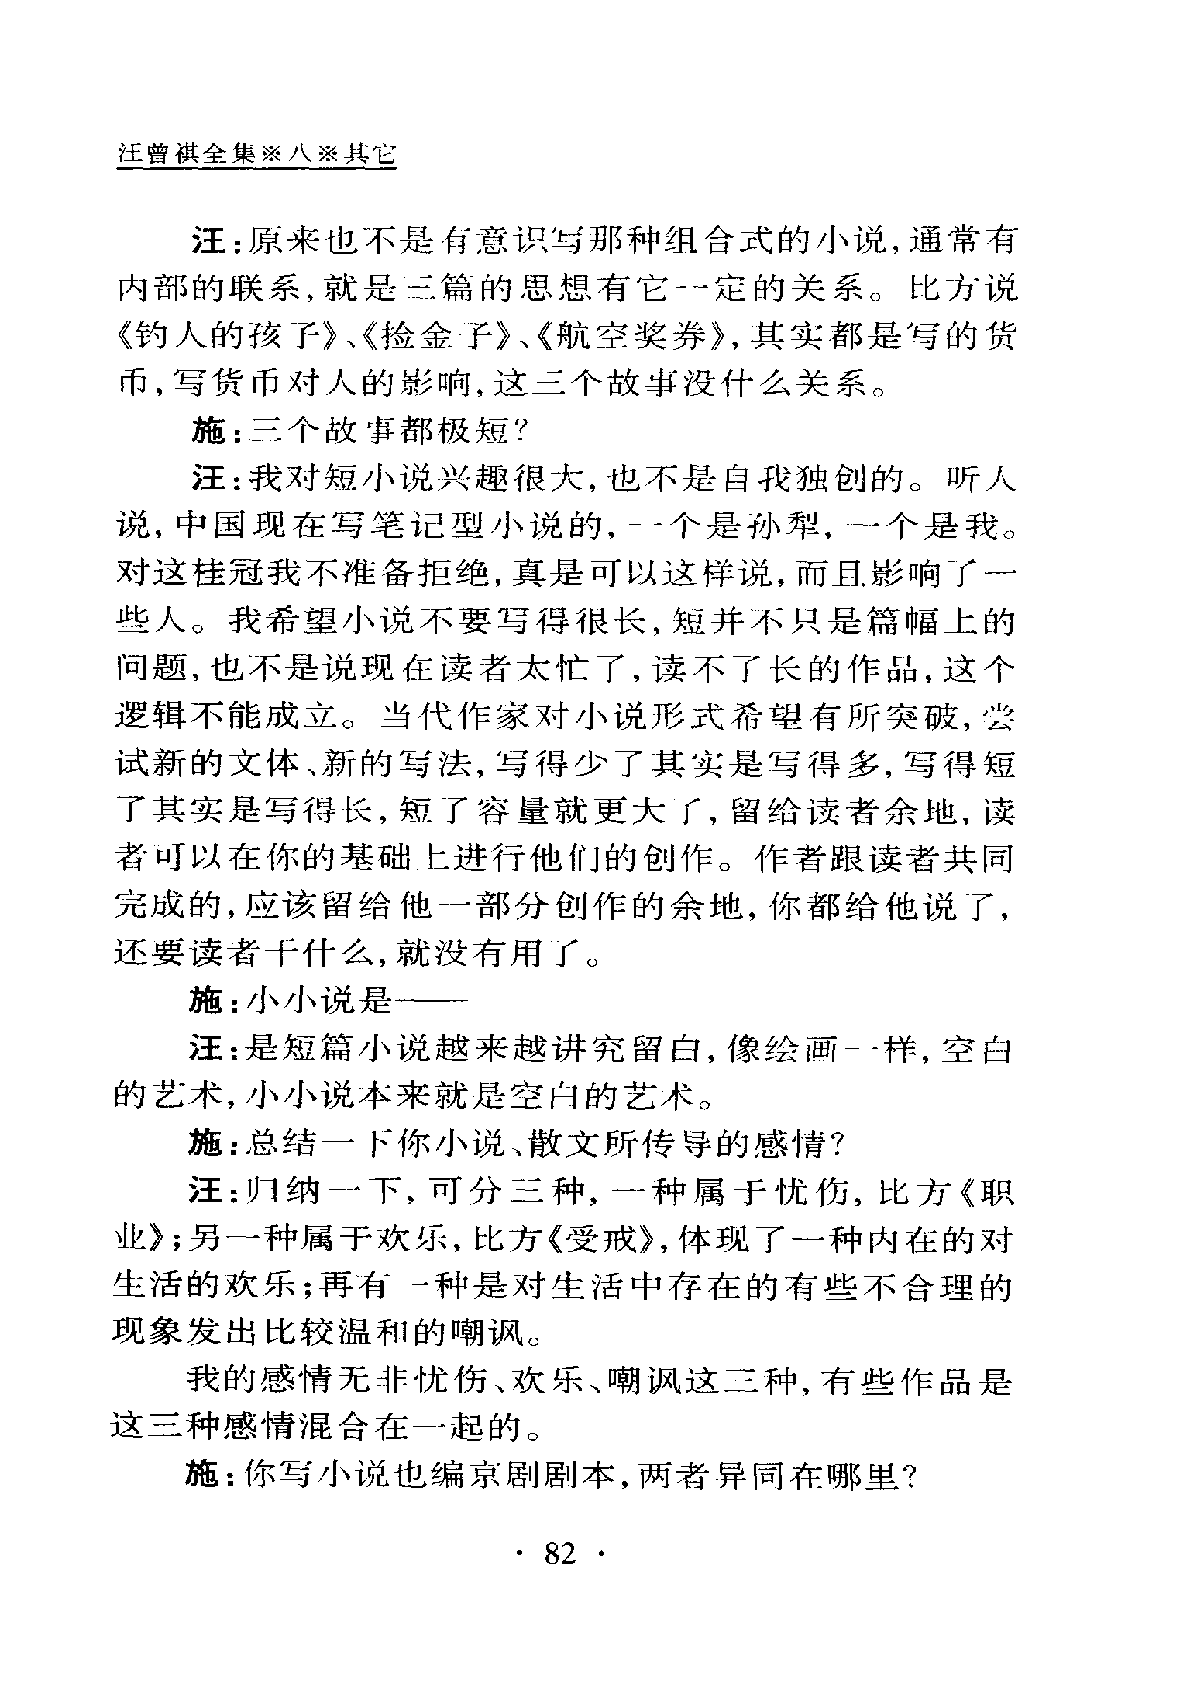 汪曾祺全集※八※其它
汪:原来也不是有意识写那种组合式的小说,通常有
内部的联系,就是三篇的思想有它一定的关系。比方说
《钓人的孩子》、《捡金子》、《航空奖券》,其实都是写的货
币,写货币对人的影响,这三个故事没什么关系。
施:三个故事都极短?
汪:我对短小说兴趣很大,也不是自我独创的。听人
说,中国现在写笔记型小说的,一个是孙犁,一个是我。
对这桂冠我不准备拒绝,真是可以这样说,而且影响了一
些人。我希望小说不要写得很长,短并不只是篇幅上的
问题,也不是说现在读者太忙了,读不了长的作品,这个
逻辑不能成立。当代作家对小说形式希望有所突破,尝
试新的文体、新的写法,写得少了其实是写得多,写得短
了其实是写得长,短了容量就更大了,留给读者余地,读
者可以在你的基础上进行他们的创作。作者跟读者共同
完成的,应该留给他一部分创作的余地,你都给他说了,
还要读者干什么,就没有用了。
施:小小说是——
汪:是短篇小说越来越讲究留白,像绘画一样,空白
的艺术,小小说本来就是空白的艺术。
施:总结一下你小说、散文所传导的感情?
汪:归纳一下,可分三种,一种属于忧伤,比方《职
业》;另一种属于欢乐,比方《受戒》,体现了一种内在的对
生活的欢乐;再有一种是对生活中存在的有些不合理的
现象发出比较温和的嘲讽。
我的感情无非忧伤、欢乐、嘲讽这三种,有些作品是
这三种感情混合在一起的。
施:你写小说也编京剧剧本,两者异同在哪里?
· 82 ·